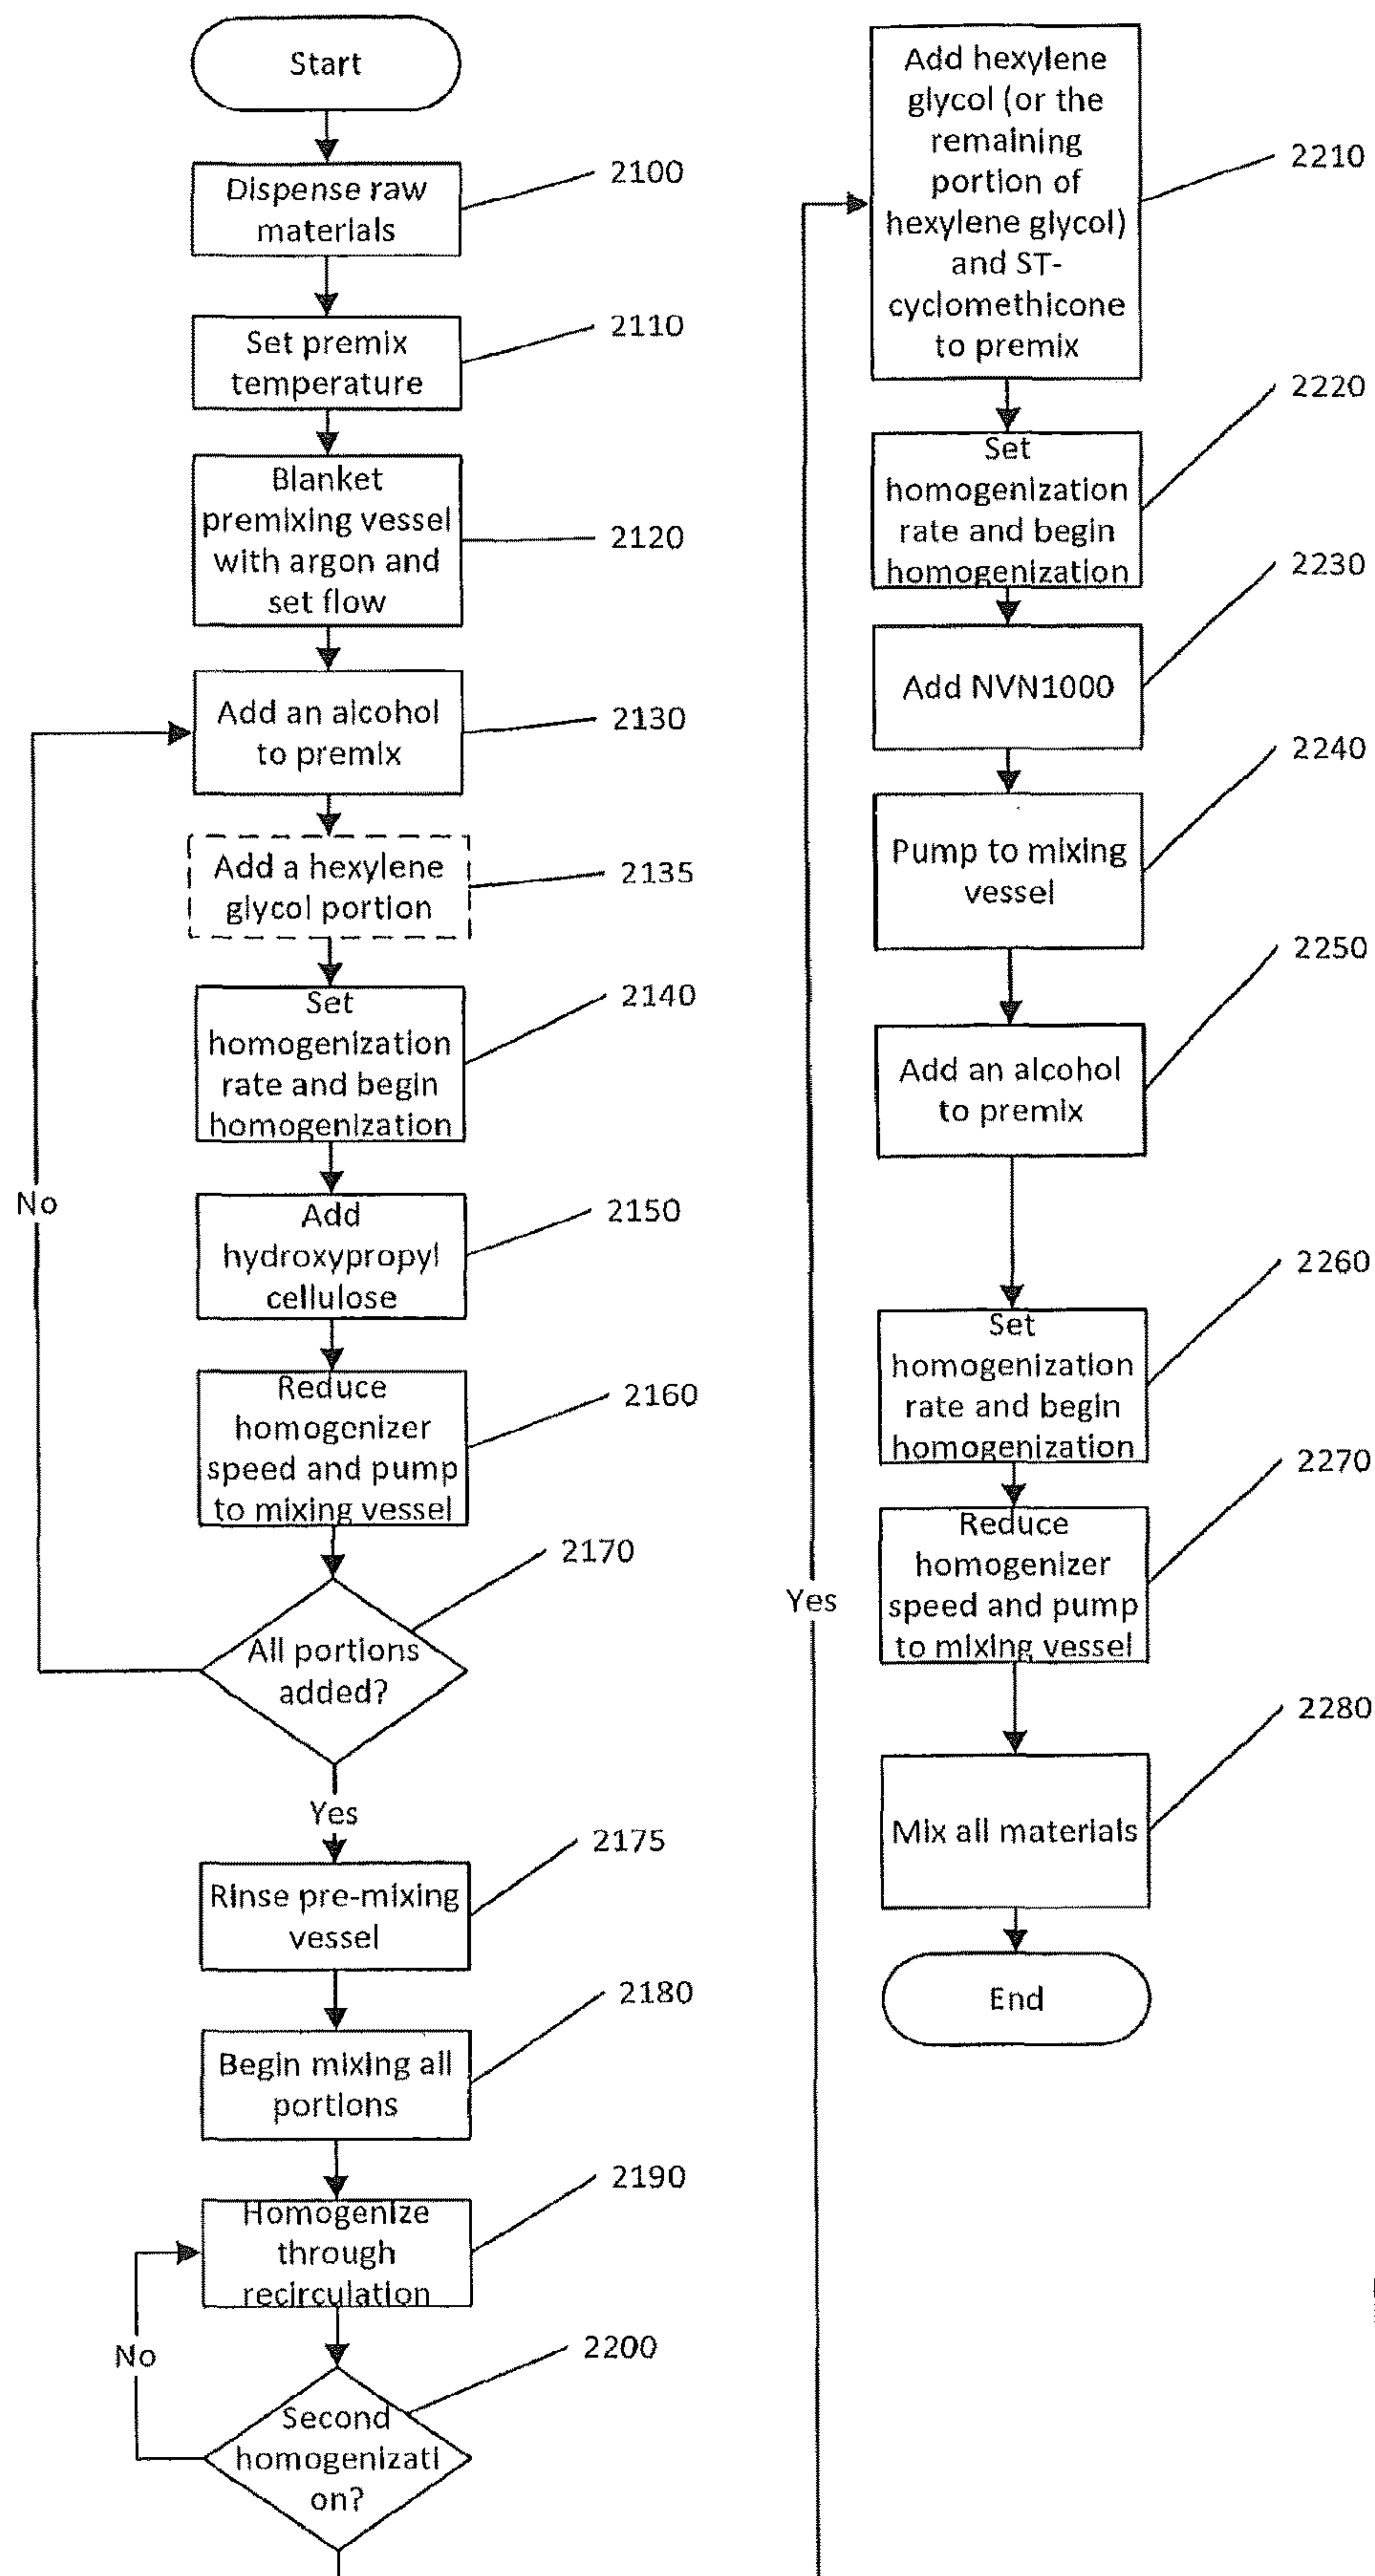 Start
Dispense raw
materials
2100
Set premix
temperature
2110
Blanket
premixing vessel
with argon and
set flow
2120
Add an alcohol
to premix
2130
Add a hexylene
glycol portion
2135
Set
homogenization
rate and begin
homogenization
2140
Add
hydroxypropyl
cellulose
2150
Reduce
homogenizer
speed and pump
to mixing vessel
2160
All portions
added?
2170
No
Yes
Rinse pre-mixing
vessel
2175
Begin mixing all
portions
2180
Homogenize
through
recirculation
2190
Second
homogenizati
on?
2200
No
Yes
Add hexylene
glycol (or the
remaining
portion of
hexylene glycol)
and ST-
cyclomethicone
to premix
2210
Set
homogenization
rate and begin
homogenization
2220
Add NVN1000
2230
Pump to mixing
vessel
2240
Add an alcohol
to premix
2250
Set
homogenization
rate and begin
homogenization
2260
Reduce
homogenizer
speed and pump
to mixing vessel
2270
Mix all materials
2280
End